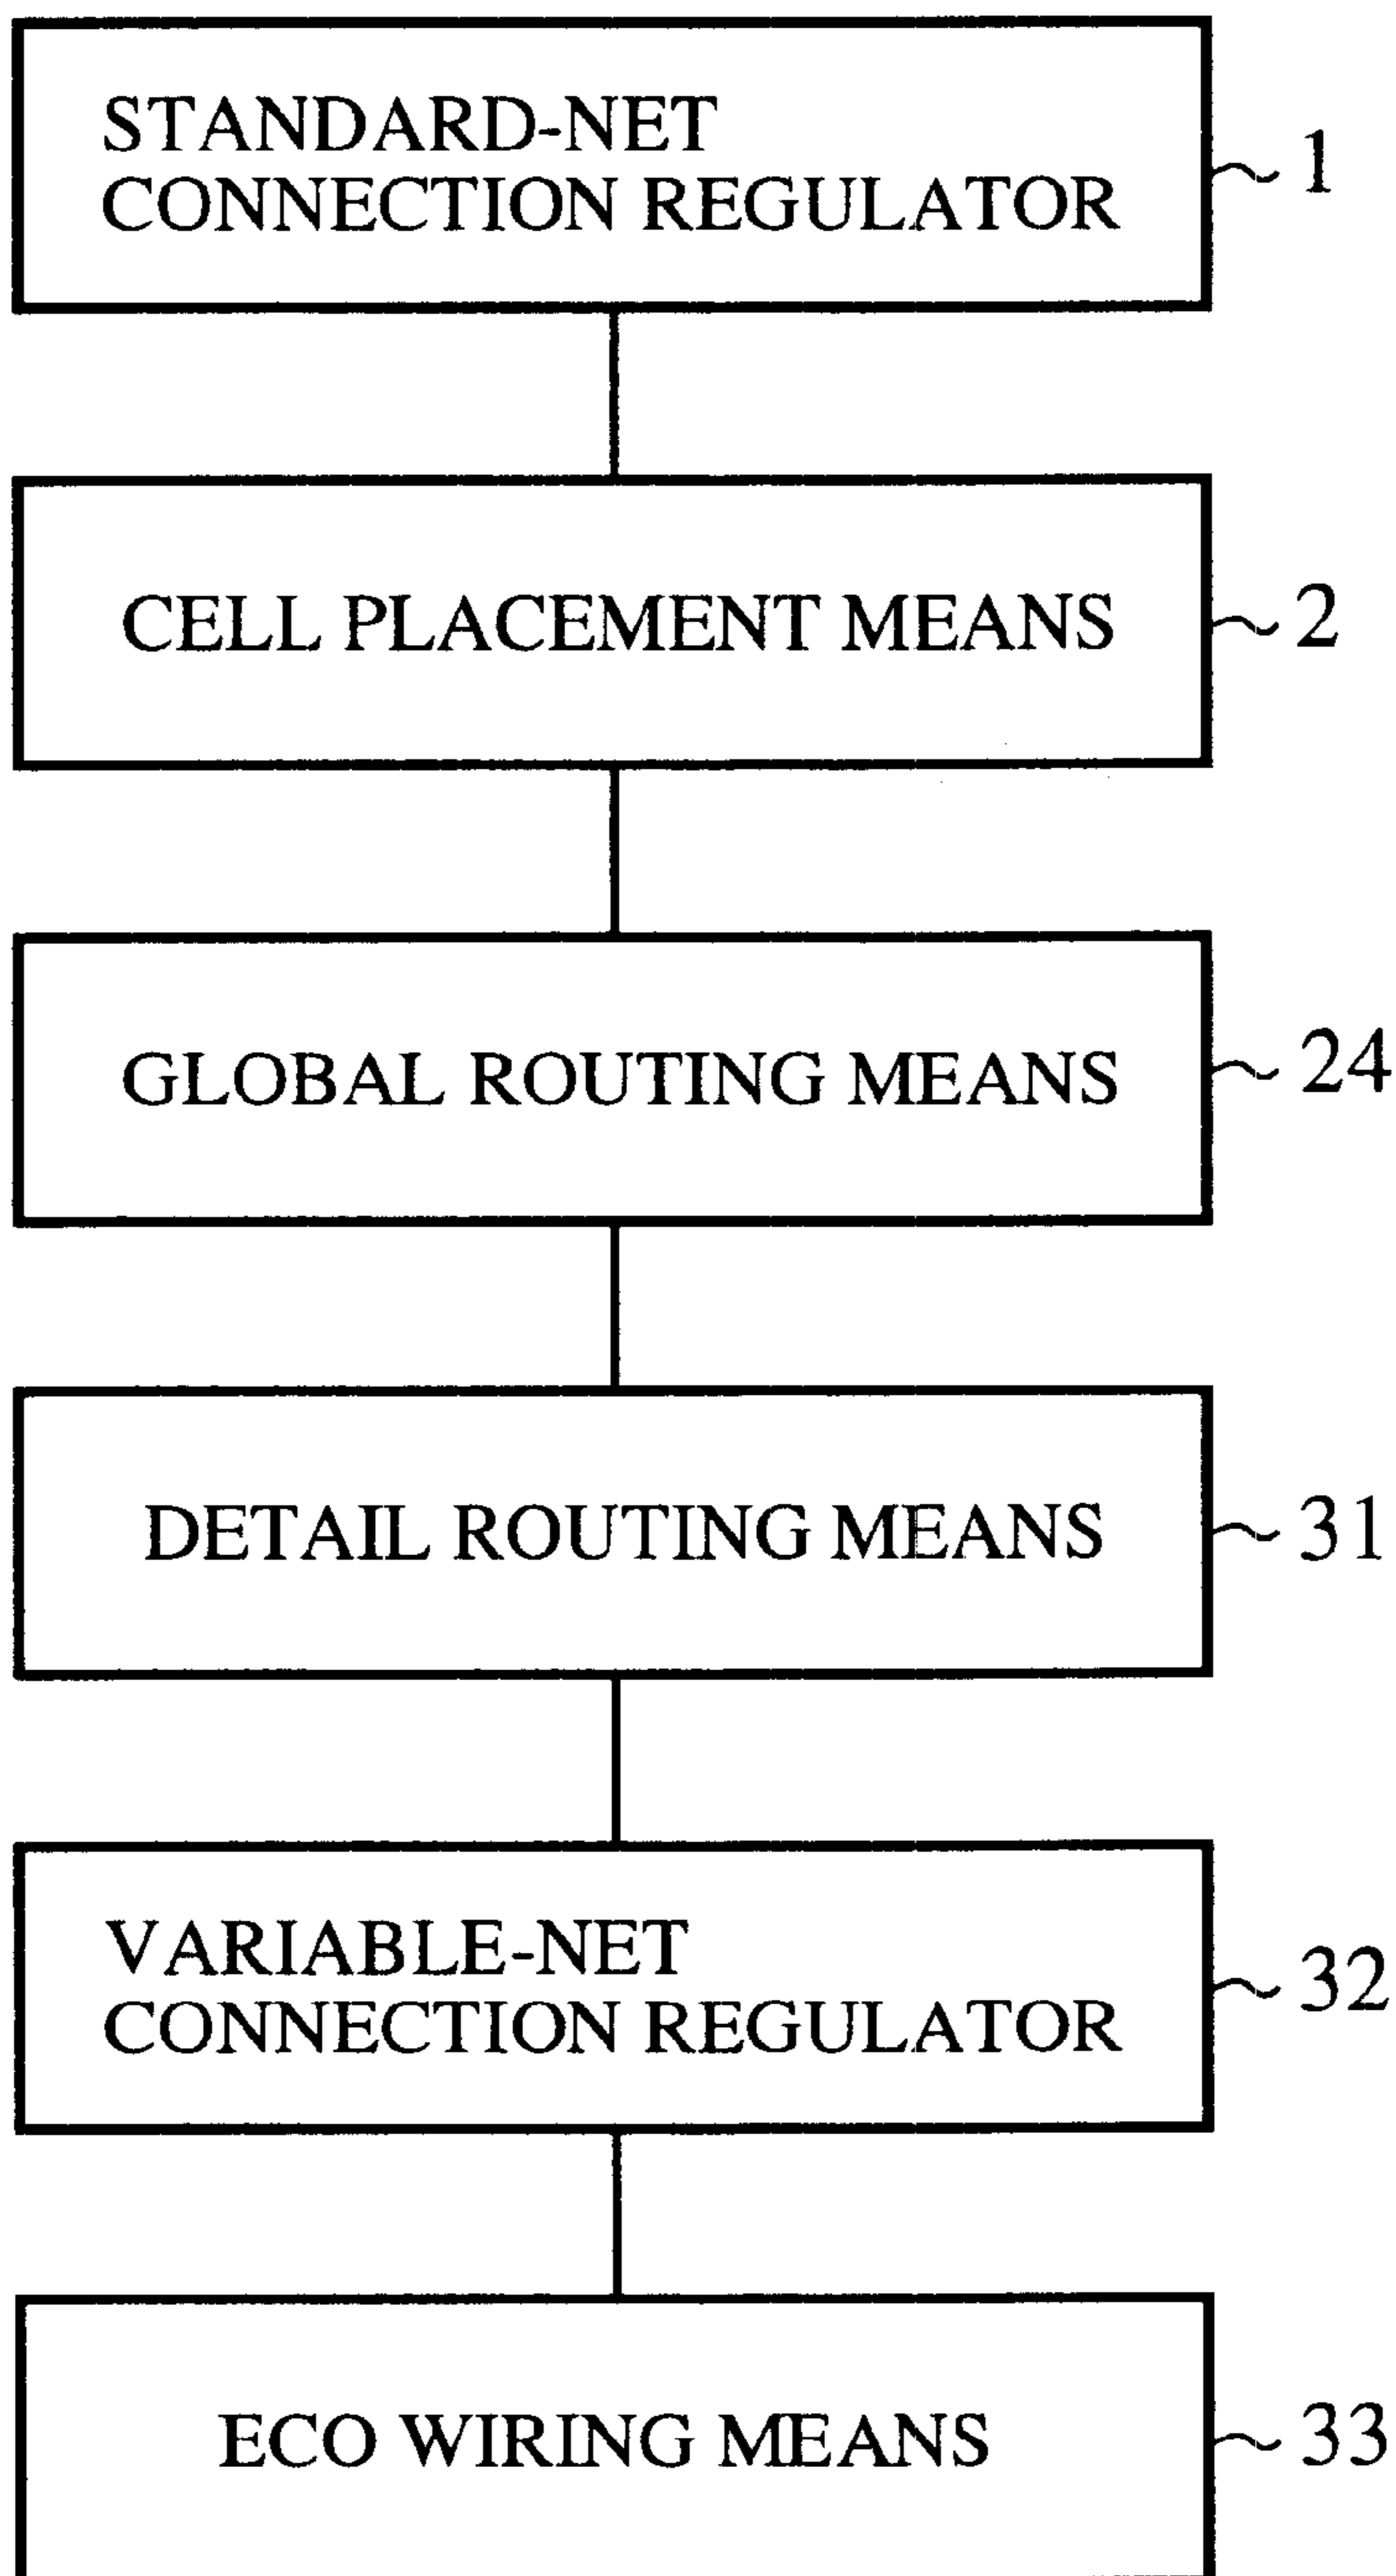 STANDARD-NET
CONNECTION REGULATOR
1
CELL PLACEMENT MEANS
2
GLOBAL ROUTING MEANS
24
DETAIL ROUTING MEANS
31
VARIABLE-NET
CONNECTION REGULATOR
32
ECO WIRING MEANS
33